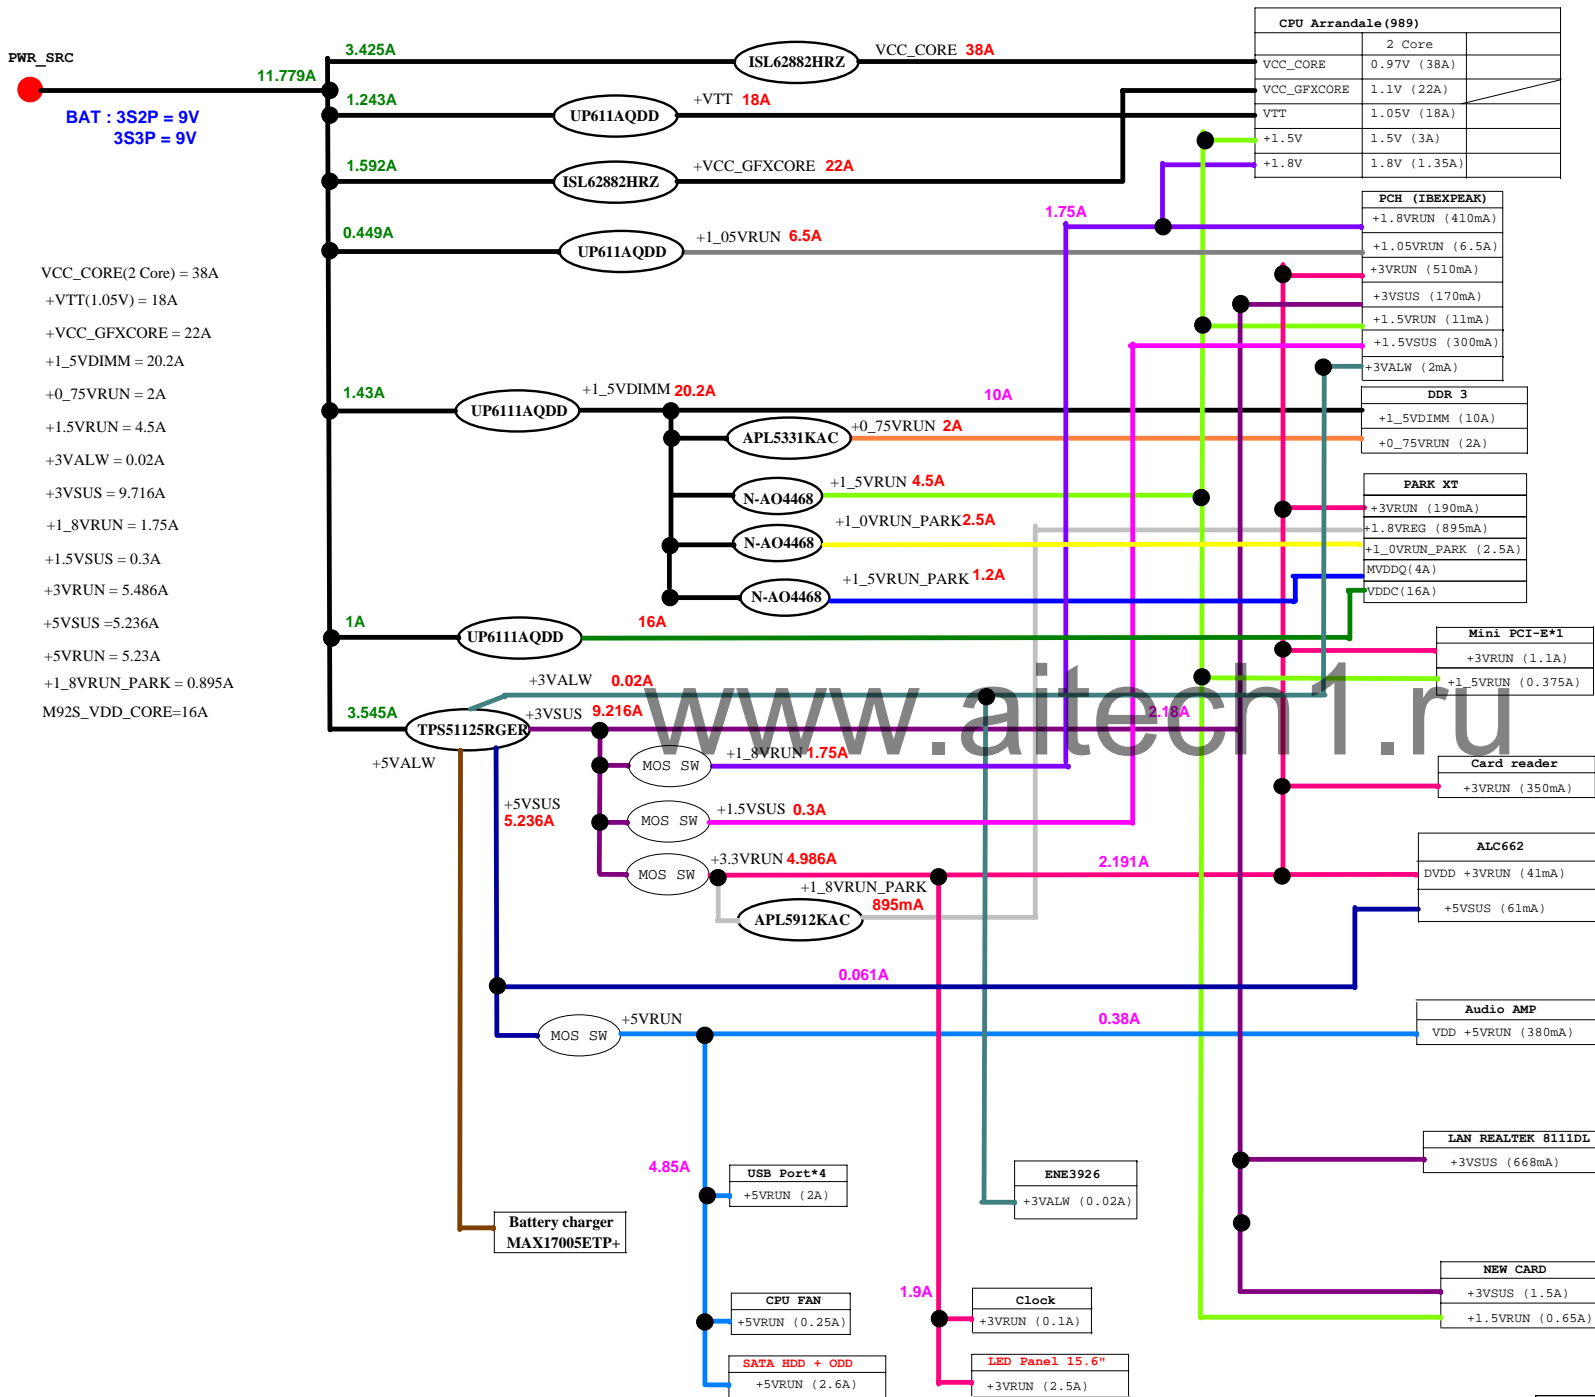 PWR_SRC
11.779A
BAT : 3S2P = 9V
3S3P = 9V
VCC_CORE(2 Core) = 38A
+VTT(1.05V) = 18A
+VCC_GFXCORE = 22A
+1_5VDIMM = 20.2A
+0_75VRUN = 2A
+1.5VRUN = 4.5A
+3VALW = 0.02A
+3VSUS = 9.716A
+1_8VRUN = 1.75A
+1.5VSUS = 0.3A
+3VRUN = 5.486A
+5VSUS =5.236A
+5VRUN = 5.23A
+1_8VRUN_PARK = 0.895A
M92S_VDD_CORE=16A
3.425A
ISL62882HRZ
VCC_CORE 38A
1.243A
UP611AQDD
+VTT 18A
1.592A
ISL62882HRZ
+VCC_GFXCORE 22A
0.449A
UP611AQDD
+1_05VRUN 6.5A
1.75A
1.43A
UP6111AQDD
+1_5VDIMM 20.2A
10A
APL5331KAC
+0_75VRUN 2A
N-AO4468
+1_5VRUN 4.5A
N-AO4468
+1_0VRUN_PARK 2.5A
N-AO4468
+1_5VRUN_PARK 1.2A
1A
UP6111AQDD
16A
3.545A
TPS51125RGER
+3VALW 0.02A
+3VSUS 9.216A
2.18A
+5VALW
+5VSUS
5.236A
MOS SW
+1_8VRUN 1.75A
MOS SW
+1.5VSUS 0.3A
MOS SW
+3.3VRUN 4.986A
2.191A
+1_8VRUN_PARK
895mA
APL5912KAC
0.061A
MOS SW
+5VRUN
0.38A
4.85A
1.9A
www.aitech1.ru
CPU Arrandale(989)
2 Core
VCC_CORE 0.97V (38A)
VCC_GFXCORE 1.1V (22A)
VTT 1.05V (18A)
+1.5V 1.5V (3A)
+1.8V 1.8V (1.35A)
PCH (IBEXPEAK)
+1.8VRUN (410mA)
+1.05VRUN (6.5A)
+3VRUN (510mA)
+3VSUS (170mA)
+1.5VRUN (11mA)
+1.5VSUS (300mA)
+3VALW (2mA)
DDR 3
+1_5VDIMM (10A)
+0_75VRUN (2A)
PARK XT
+3VRUN (190mA)
+1.8VREG (895mA)
+1_0VRUN_PARK (2.5A)
MVDDQ(4A)
VDDC(16A)
Mini PCI-E*1
+3VRUN (1.1A)
+1_5VRUN (0.375A)
Card reader
+3VRUN (350mA)
ALC662
DVDD +3VRUN (41mA)
+5VSUS (61mA)
Audio AMP
VDD +5VRUN (380mA)
LAN REALTEK 8111DL
+3VSUS (668mA)
NEW CARD
+3VSUS (1.5A)
+1.5VRUN (0.65A)
USB Port*4
+5VRUN (2A)
ENE3926
+3VALW (0.02A)
Battery charger
MAX17005ETP+
CPU FAN
+5VRUN (0.25A)
Clock
+3VRUN (0.1A)
SATA HDD + ODD
+5VRUN (2.6A)
LED Panel 15.6"
+3VRUN (2.5A)